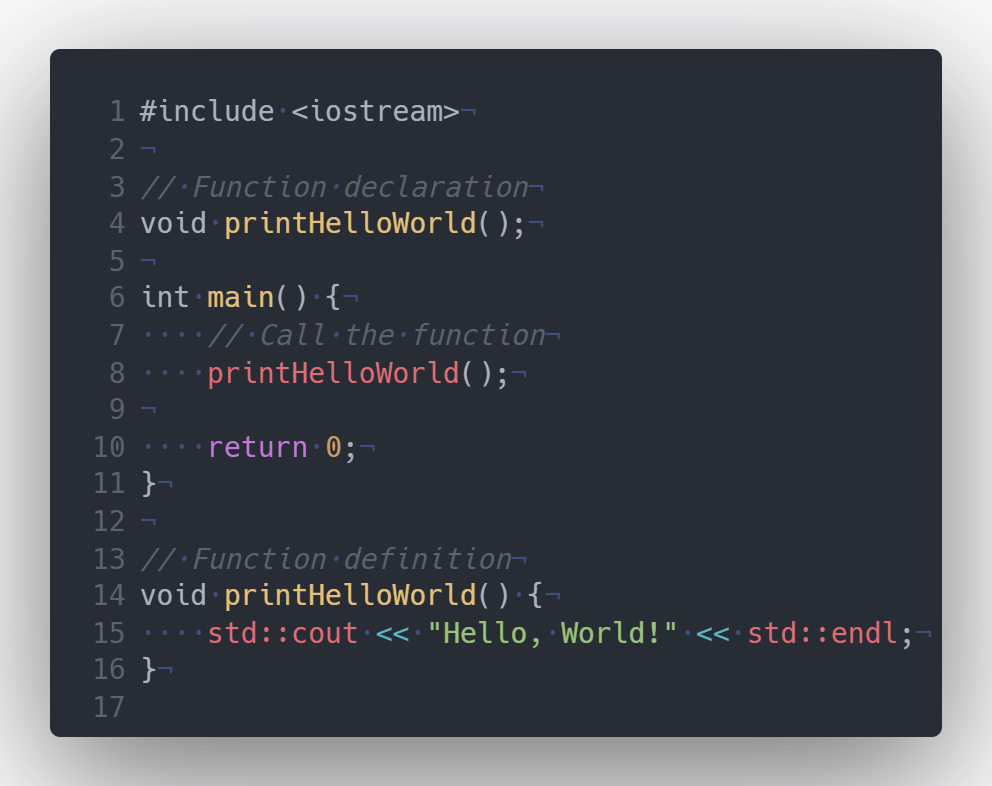 1 #include <iostream>¬
2 ¬
3 // Function declaration¬
4 void printHelloWorld();¬
5 ¬
6 int main() {¬
7 ····// Call the function¬
8 ····printHelloWorld();¬
9 ¬
10 ····return 0;¬
11 }¬
12 ¬
13 // Function definition¬
14 void printHelloWorld() {¬
15 ····std::cout << "Hello, World!" << std::endl;¬
16 }¬
17